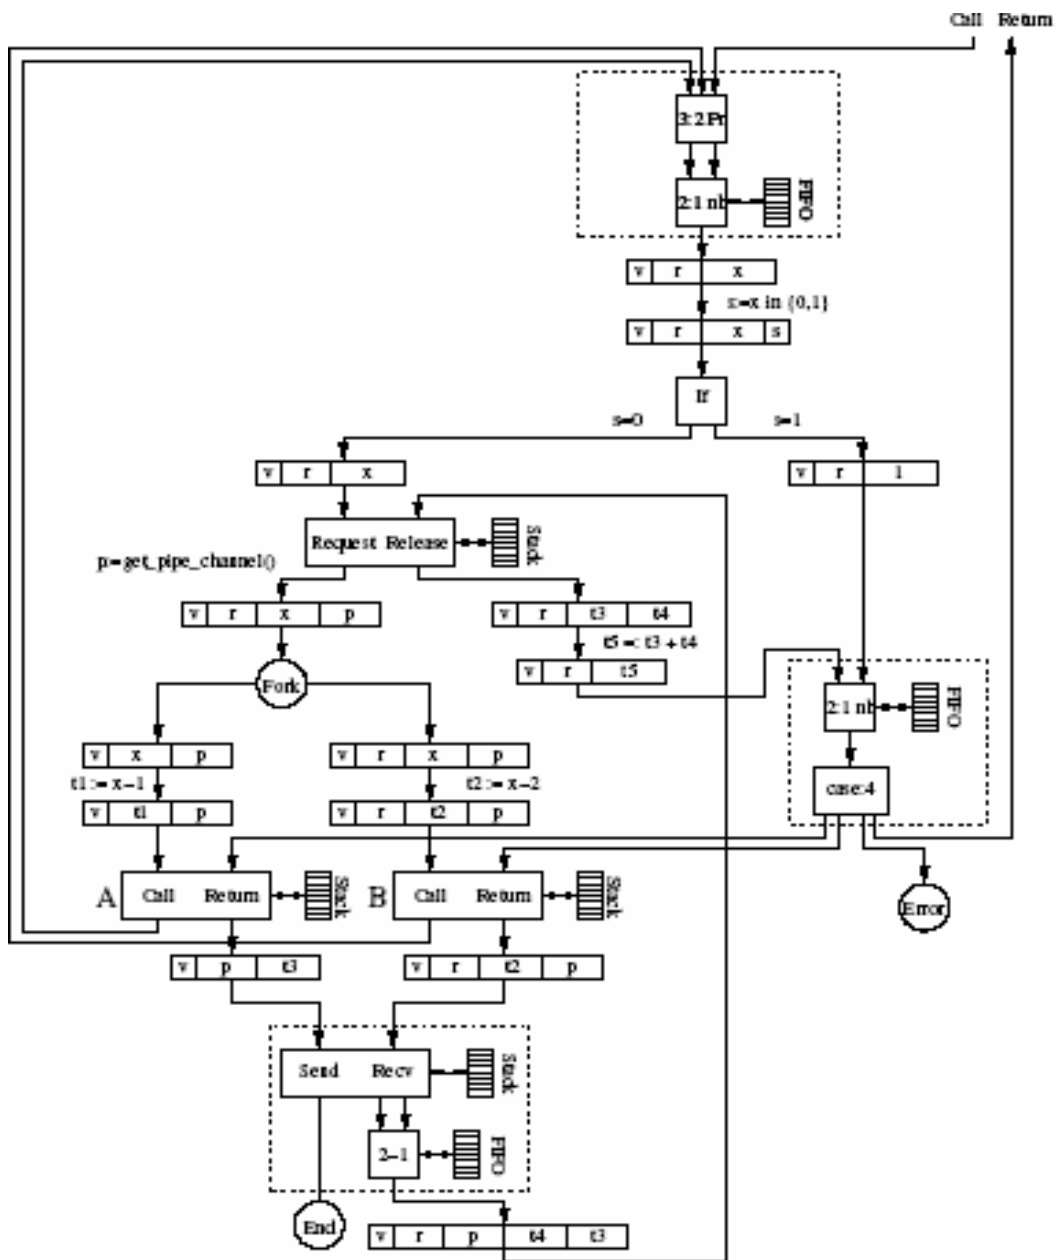 Call Return
3:2 Pr
2:1 nb
FIFO
v r x
s:=x in {0,1}
v r x s
If
s=0 s=1
v r x
v r 1
Request Release
Stack
p:=get_pipe_channel()
v r x p
v r t3 t4
t5 =: t3 + t4
v r t5
Fork
2:1 nb
FIFO
v x p
v r x p
t1 := x-1
t2 := x-2
case:4
v t1 p
v r t2 p
A Call Return
Stack
B Call Return
Stack
Error
v p t3
v r t2 p
Send Recv
Stack
2-1
FIFO
End
v r p t4 t3